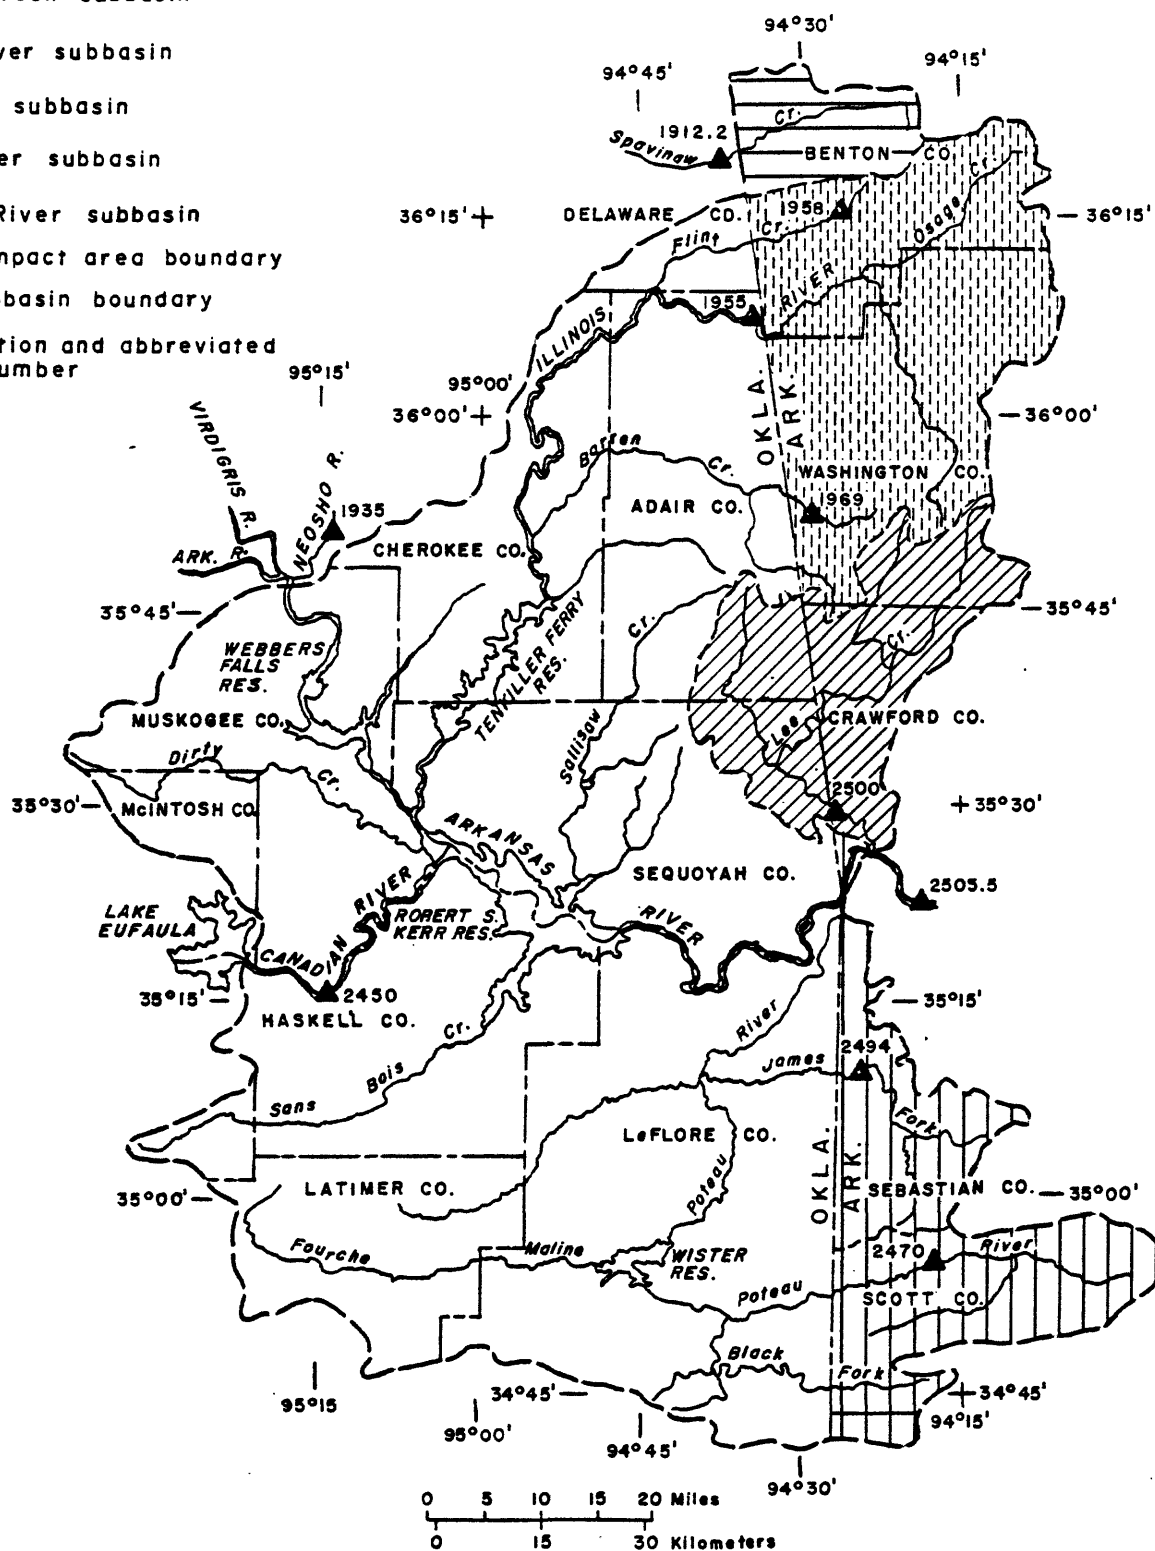 subbasin
subbasin
subbasin
subbasin
River subbasin
area boundary
boundary
and abbreviated
94°30'
94°45'
94°15'
1912.2
Spavinaw Cr.
BENTON CO.
36°15'
DELAWARE CO.
1958
Flint Cr.
Osage Cr.
36°15'
1955
RIVER
ILLINOIS
95°15'
95°00'
36°00'
36°00'
OKLA.
ARK.
VIRDIGRIS R.
NEOSHO R.
1935
ARK. R.
Barren Cr.
WASHINGTON CO.
ADAIR CO.
1969
CHEROKEE CO.
35°45'
35°45'
WEBBERS
FALLS
RES.
TENKILLER FERRY
RES.
Cr.
Cr.
MUSKOGEE CO.
Sallisaw
Lee
CRAWFORD CO.
Dirty Cr.
35°30'
McINTOSH CO.
2500
35°30'
ARKANSAS
SEQUOYAH CO.
2505.5
LAKE
EUFAULA
CANADIAN RIVER
ROBERT S.
KERR RES.
RIVER
35°15'
2450
35°15'
HASKELL CO.
Cr.
River
2494
James
Sans Bois
Fork
LeFLORE CO.
OKLA.
ARK.
Poteau
35°00'
LATIMER CO.
SEBASTIAN CO.
35°00'
Fourche Maline
WISTER
RES.
2470
River
Poteau
SCOTT CO.
Black Fork
34°45'
34°45'
95°15
95°00'
94°45'
94°15'
94°30'
0 5 10 15 20 Miles
0 15 30 Kilometers